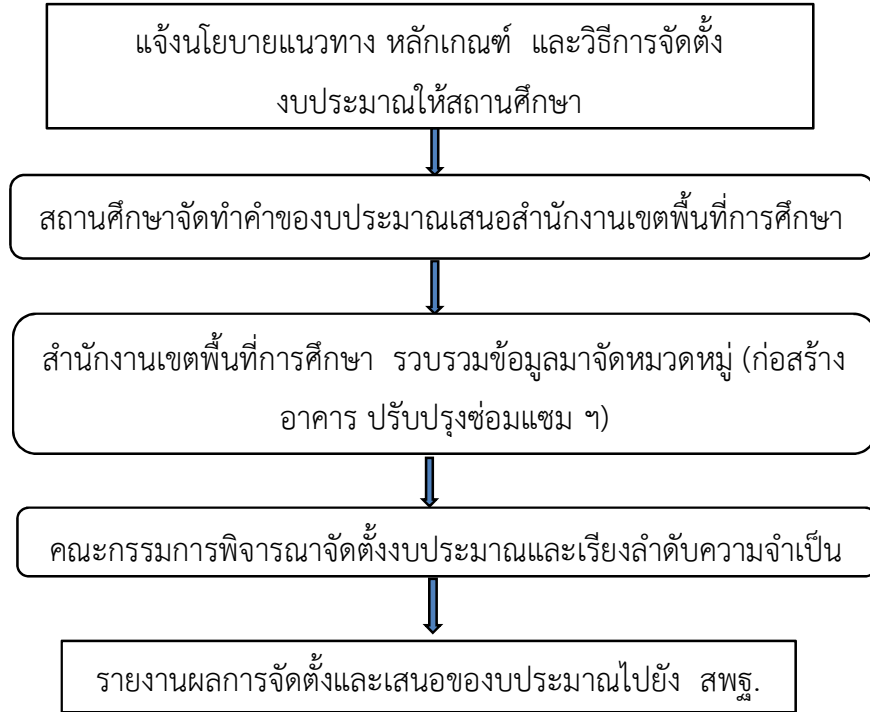 แจ้งนโยบายแนวทาง หลักเกณฑ์ และวิธีการจัดตั้ง
งบประมาณให้สถานศึกษา
สถานศึกษาจัดทำคำของบประมาณเสนอสำนักงานเขตพื้นที่การศึกษา
สำนักงานเขตพื้นที่การศึกษา รวบรวมข้อมูลมาจัดหมวดหมู่ (ก่อสร้าง
อาคาร ปรับปรุงซ่อมแซม ฯ)
คณะกรรมการพิจารณาจัดตั้งงบประมาณและเรียงลำดับความจำเป็น
รายงานผลการจัดตั้งและเสนอของบประมาณไปยัง สพฐ.